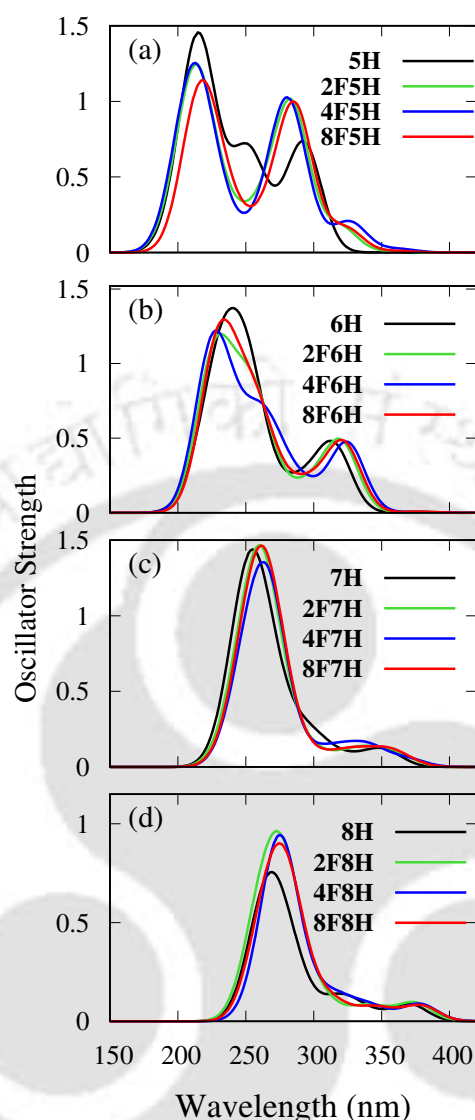 (a)
5H
2F5H
4F5H
8F5H
1.5
1
0.5
0
(b)
6H
2F6H
4F6H
8F6H
1.5
1
0.5
0
(c)
7H
2F7H
4F7H
8F7H
1.5
1
0.5
0
(d)
8H
2F8H
4F8H
8F8H
1
0.5
0
150 200 250 300 350 400
Oscillator Strength
Wavelength (nm)